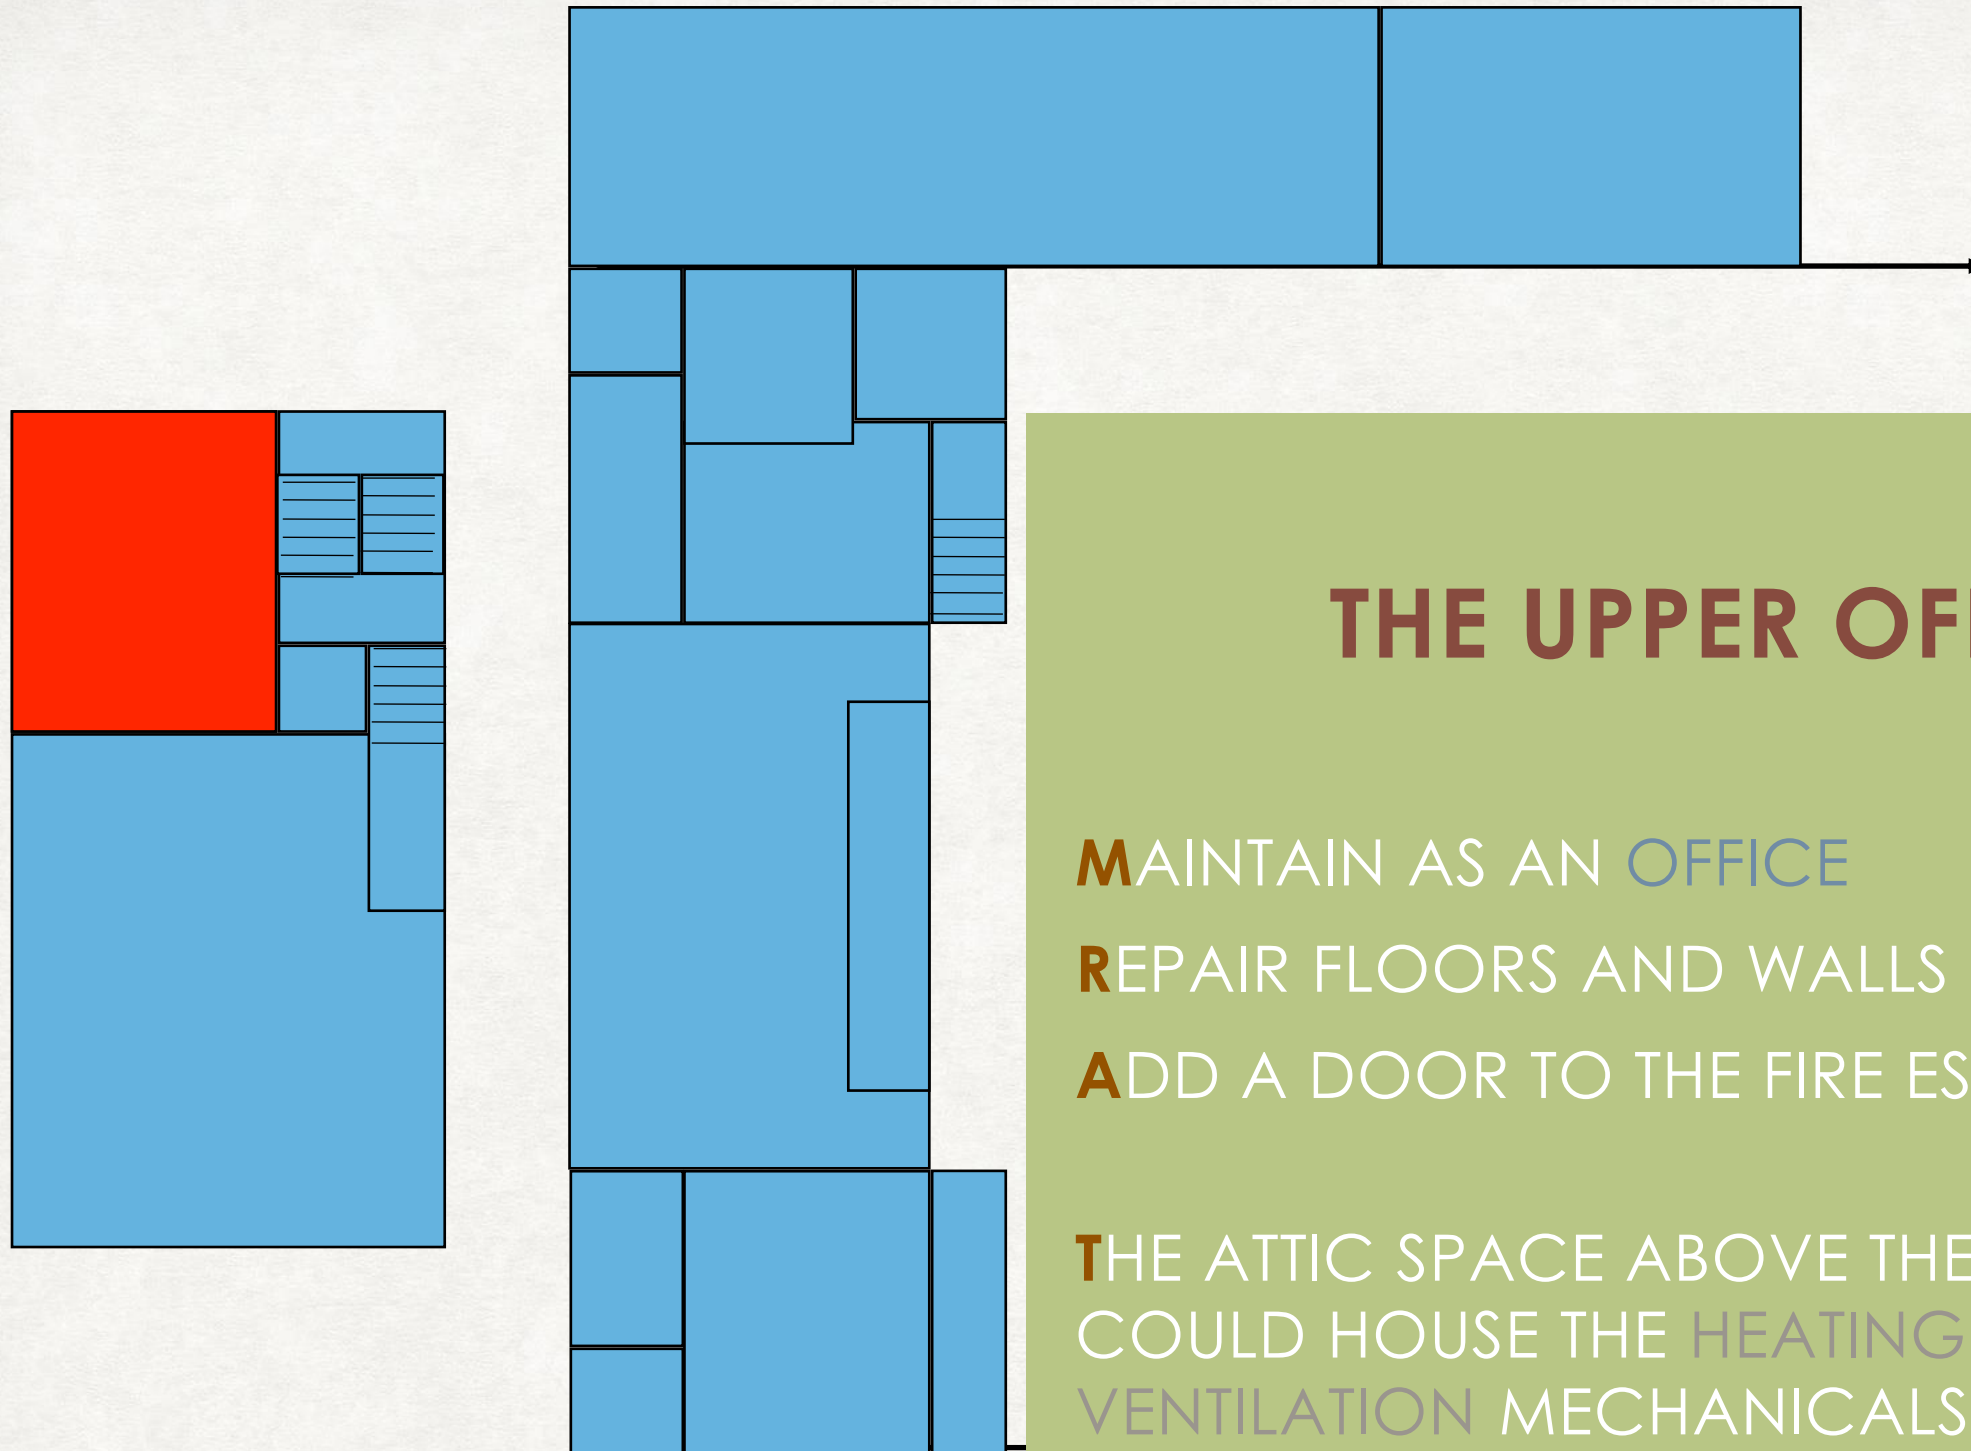 THE UPPER OF
MAINTAIN AS AN OFFICE
REPAIR FLOORS AND WALLS
ADD A DOOR TO THE FIRE ES
THE ATTIC SPACE ABOVE THE
COULD HOUSE THE HEATING
VENTILATION MECHANICALS